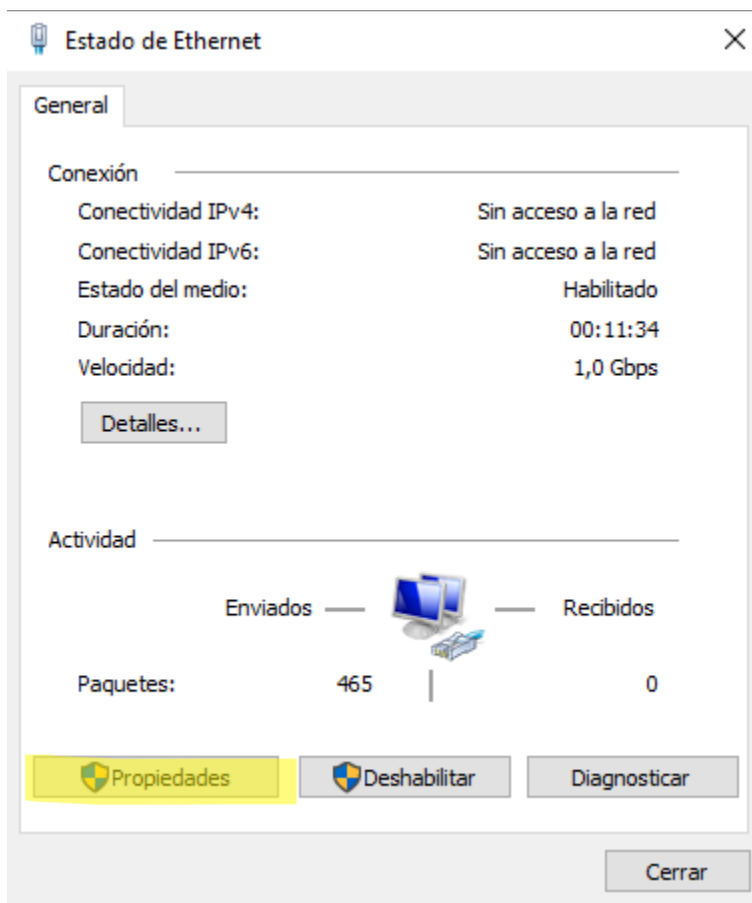 Estado de Ethernet
General
Conexión
Conectividad IPv4: Sin acceso a la red
Conectividad IPv6: Sin acceso a la red
Estado del medio: Habilitado
Duración: 00:11:34
Velocidad: 1,0 Gbps
Detalles...
Actividad
Enviados Recibidos
Paquetes: 465 0
Propiedades Deshabilitar Diagnosticar
Cerrar